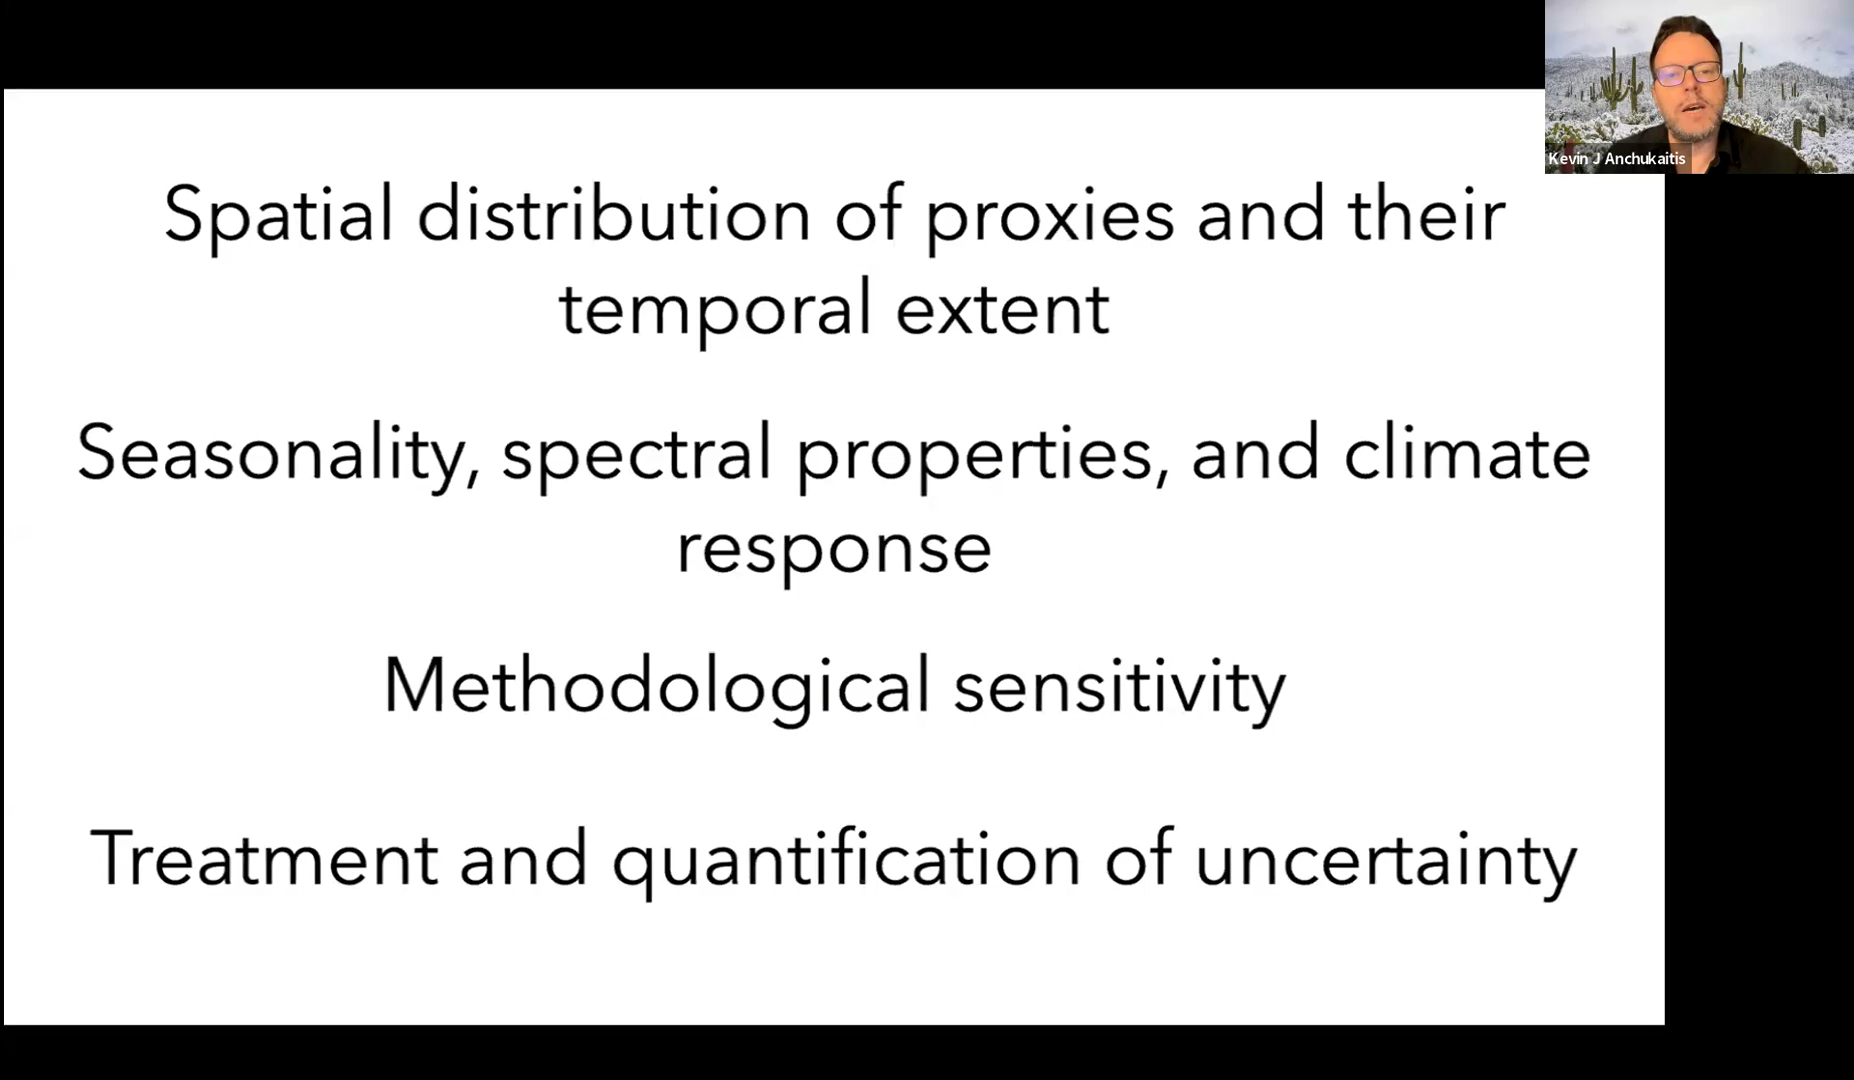 Kevin J Anchukaitis
Spatial distribution of proxies and their
temporal extent
Seasonality, spectral properties, and climate
response
Methodological sensitivity
Treatment and quantification of uncertainty